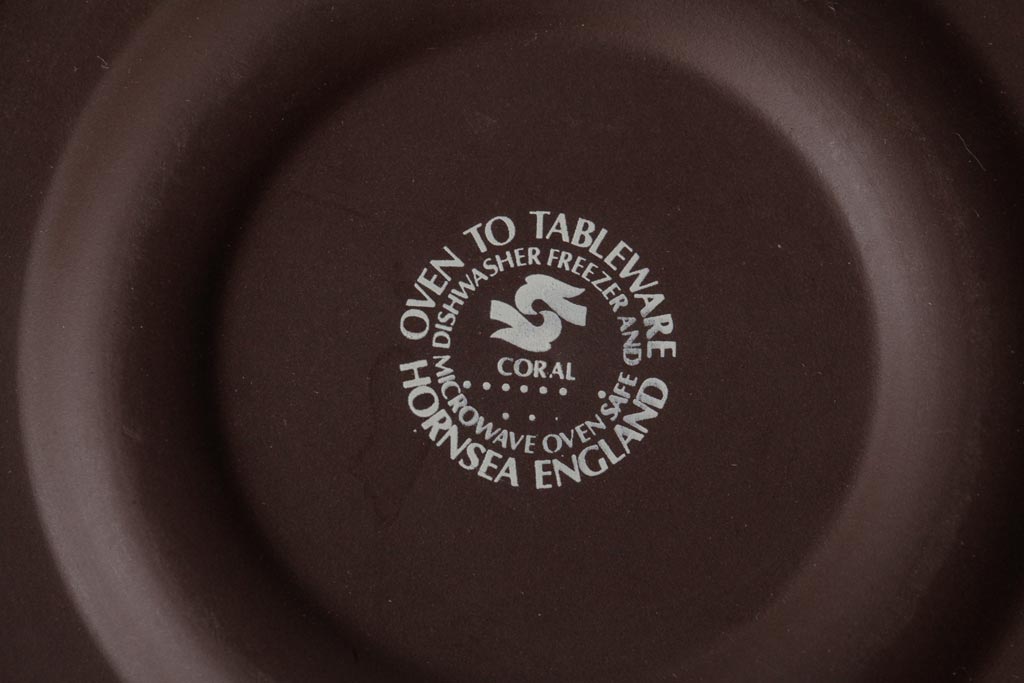 OVEN TO TABLEWARE
DISHWASHER FREEZER AND
CORAL
MICROWAVE OVEN SAFE
HORNSEA ENGLAND